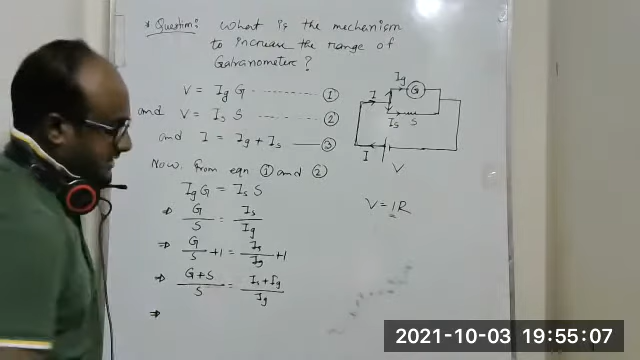 * Question: What is the mechanism
to increase the range of
Galvanometer?
V = Ig G -------- ①
and V = Is S -------- ②
and I = Ig + Is —— ③
Now, from eqn ① and ②
Ig G = Is S
⇒ G/S = Is/Ig
⇒ G/S + 1 = Is/Ig + 1
⇒ G+S/S = Is+Ig/Ig
⇒
Ig
G
I
Is S
I
V
V = IR
2021-10-03 19:55:07